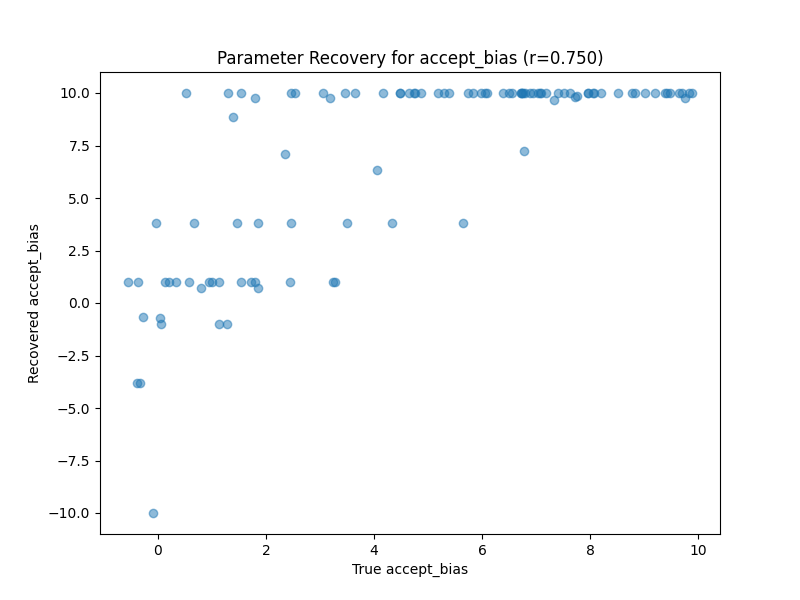 Parameter Recovery for accept_bias (r=0.750)
10.0
7.5
5.0
2.5
0.0
−2.5
−5.0
−7.5
−10.0
Recovered accept_bias
0 2 4 6 8 10
True accept_bias